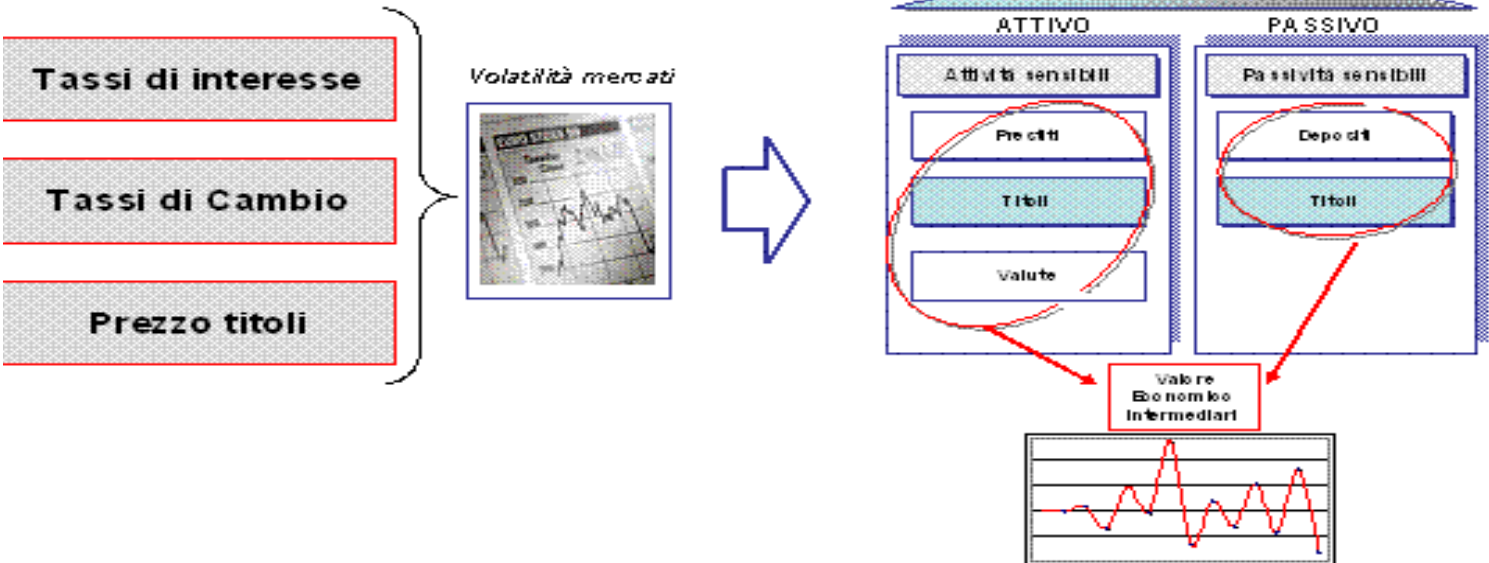 Tassi di interesse
Tassi di Cambio
Prezzo titoli
Volatilità mercati
ATTIVO
Attività sensibili
Prestiti
Titoli
Valute
PASSIVO
Passività sensibili
Depositi
Titoli
Valore
Economico
Intermediari